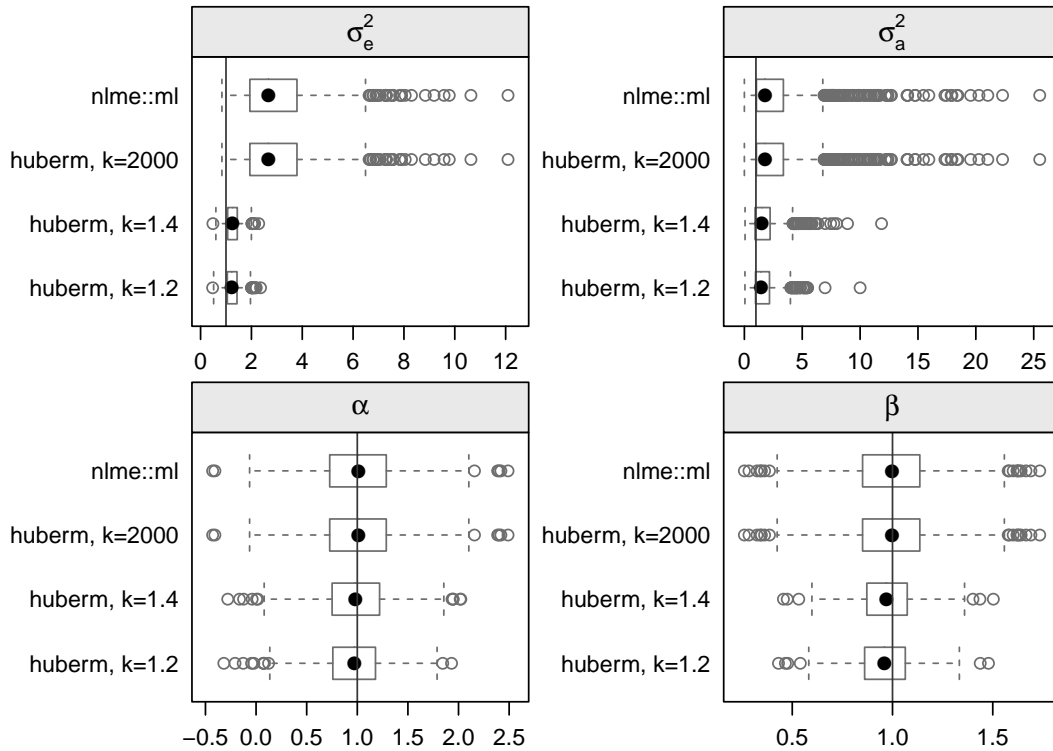 σ_e^2
nlme::ml
huberm, k=2000
huberm, k=1.4
huberm, k=1.2
0 2 4 6 8 10 12
σ_a^2
nlme::ml
huberm, k=2000
huberm, k=1.4
huberm, k=1.2
0 5 10 15 20 25
α
nlme::ml
huberm, k=2000
huberm, k=1.4
huberm, k=1.2
−0.5 0.0 0.5 1.0 1.5 2.0 2.5
β
nlme::ml
huberm, k=2000
huberm, k=1.4
huberm, k=1.2
0.5 1.0 1.5